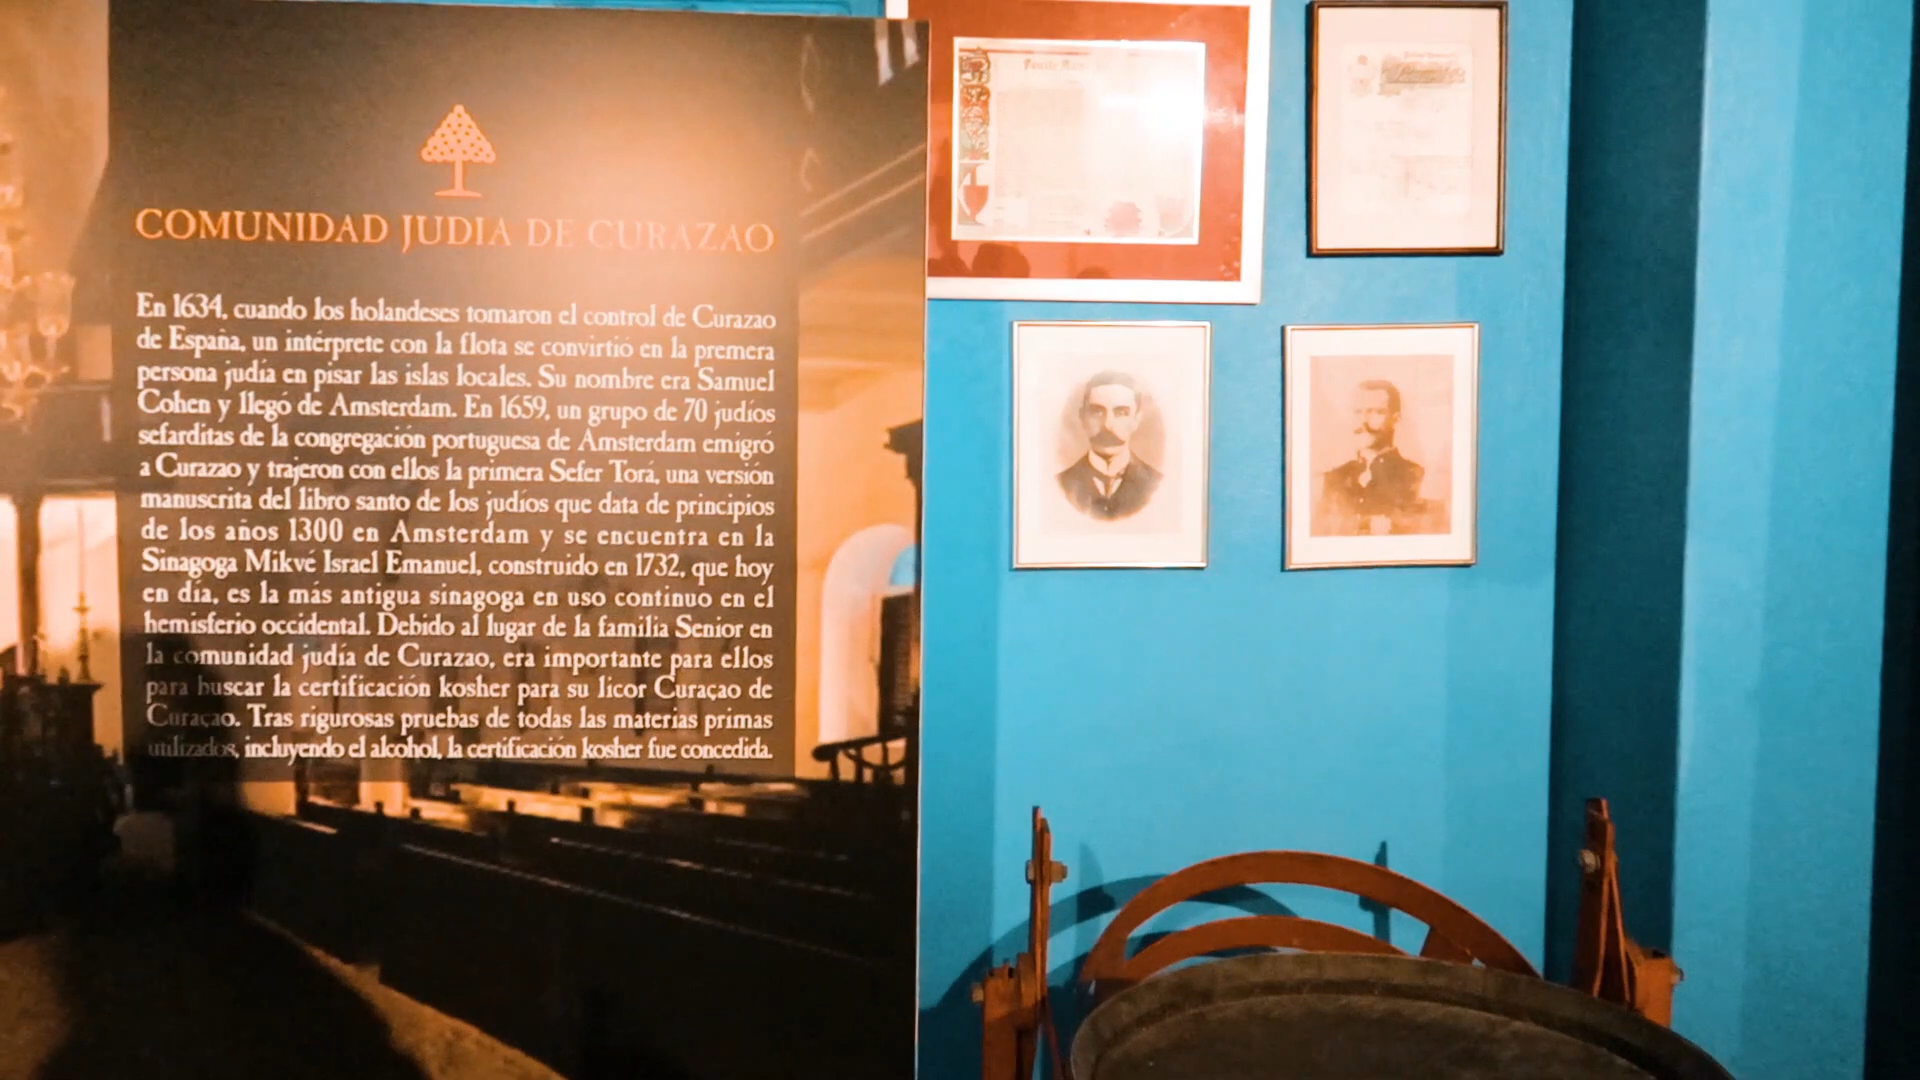 COMUNIDAD JUDIA DE CURAZAO
En 1634, cuando los holandeses tomaron el control de Curazao
de España, un intérprete con la flota se convirtió en la premera
persona judía en pisar las islas locales. Su nombre era Samuel
Cohen y llegó de Amsterdam. En 1659, un grupo de 70 judíos
sefarditas de la congregación portuguesa de Amsterdam emigró
a Curazao y trajeron con ellos la primera Sefer Torá, una versión
manuscrita del libro santo de los judíos que data de principios
de los años 1300 en Amsterdam y se encuentra en la
Sinagoga Mikvé Israel Emanuel, construido en 1732, que hoy
en día, es la más antigua sinagoga en uso continuo en el
hemisferio occidental. Debido al lugar de la familia Senior en
la comunidad judía de Curazao, era importante para ellos
para buscar la certificación kosher para su licor Curaçao de
Curaçao. Tras rigurosas pruebas de todas las materias primas
utilizados, incluyendo el alcohol, la certificación kosher fue concedida.